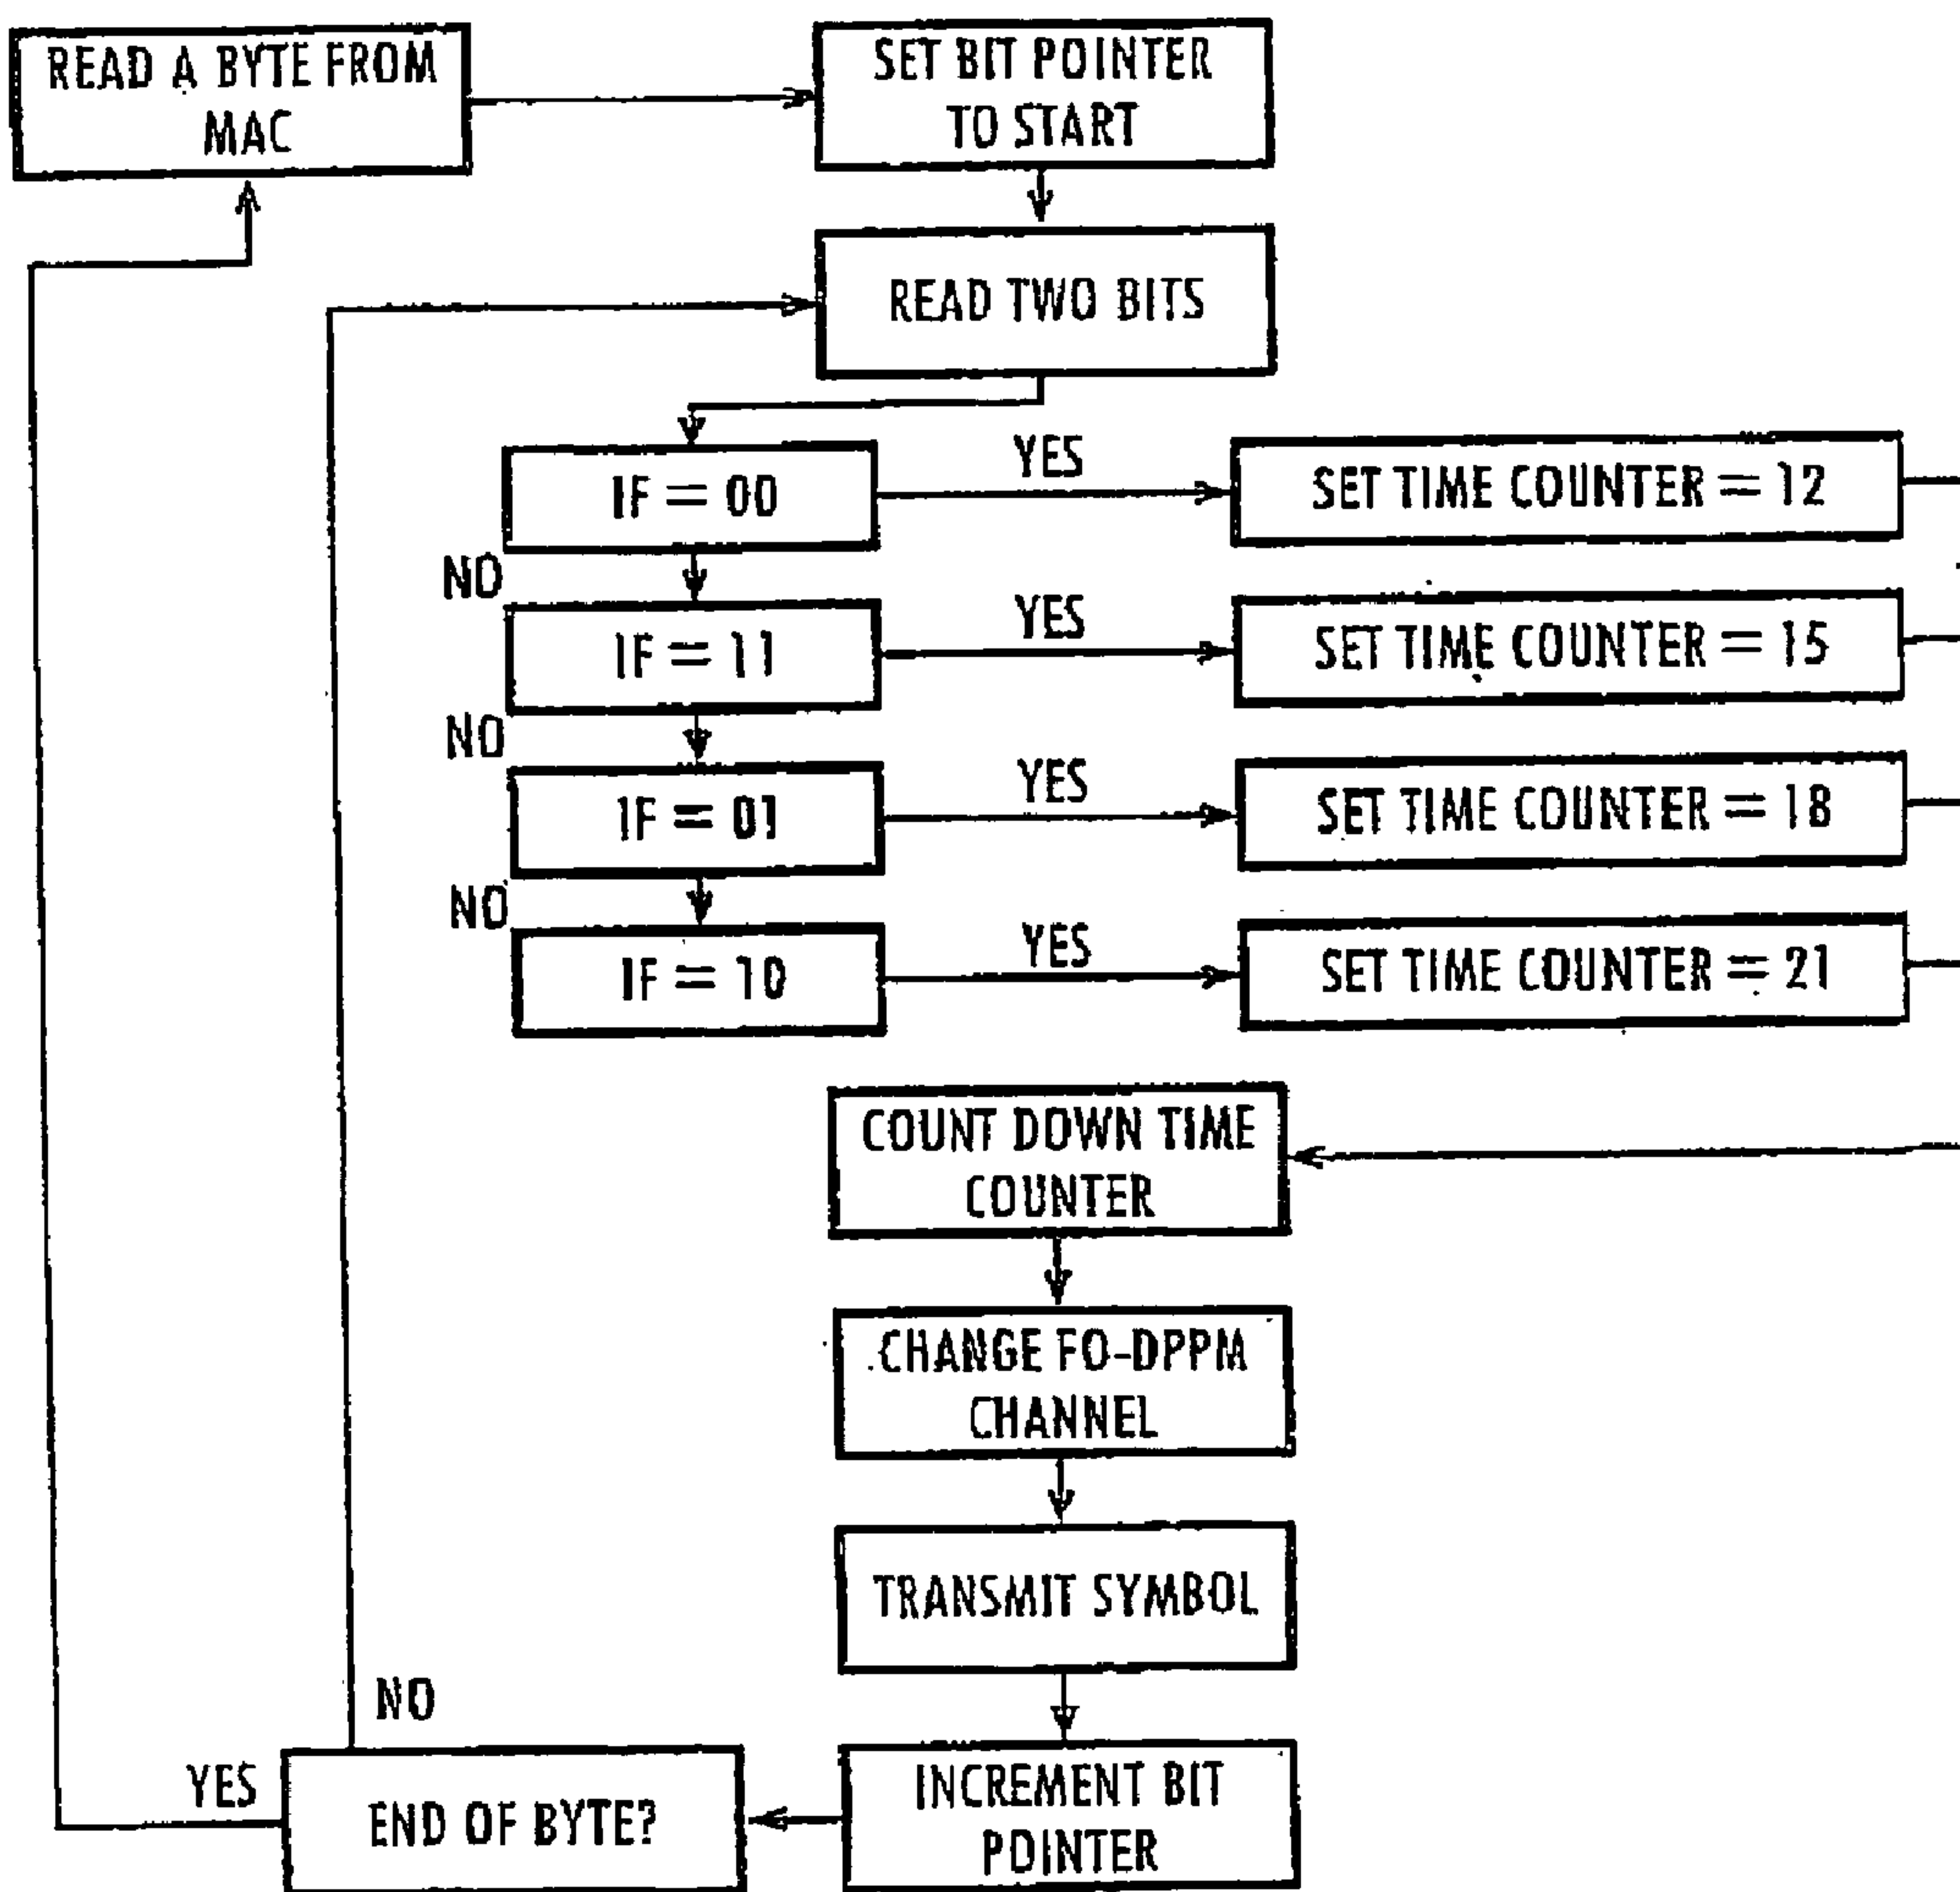 READ A BYTE FROM
MAC
SET BIT POINTER
TO START
READ TWO BITS
IF = 00
YES
SET TIME COUNTER = 12
NO
IF = 11
YES
SET TIME COUNTER = 15
NO
IF = 01
YES
SET TIME COUNTER = 18
NO
IF = 10
YES
SET TIME COUNTER = 21
COUNT DOWN TIME
COUNTER
CHANGE FO-DPPM
CHANNEL
TRANSMIT SYMBOL
INCREMENT BIT
POINTER
END OF BYTE?
NO
YES